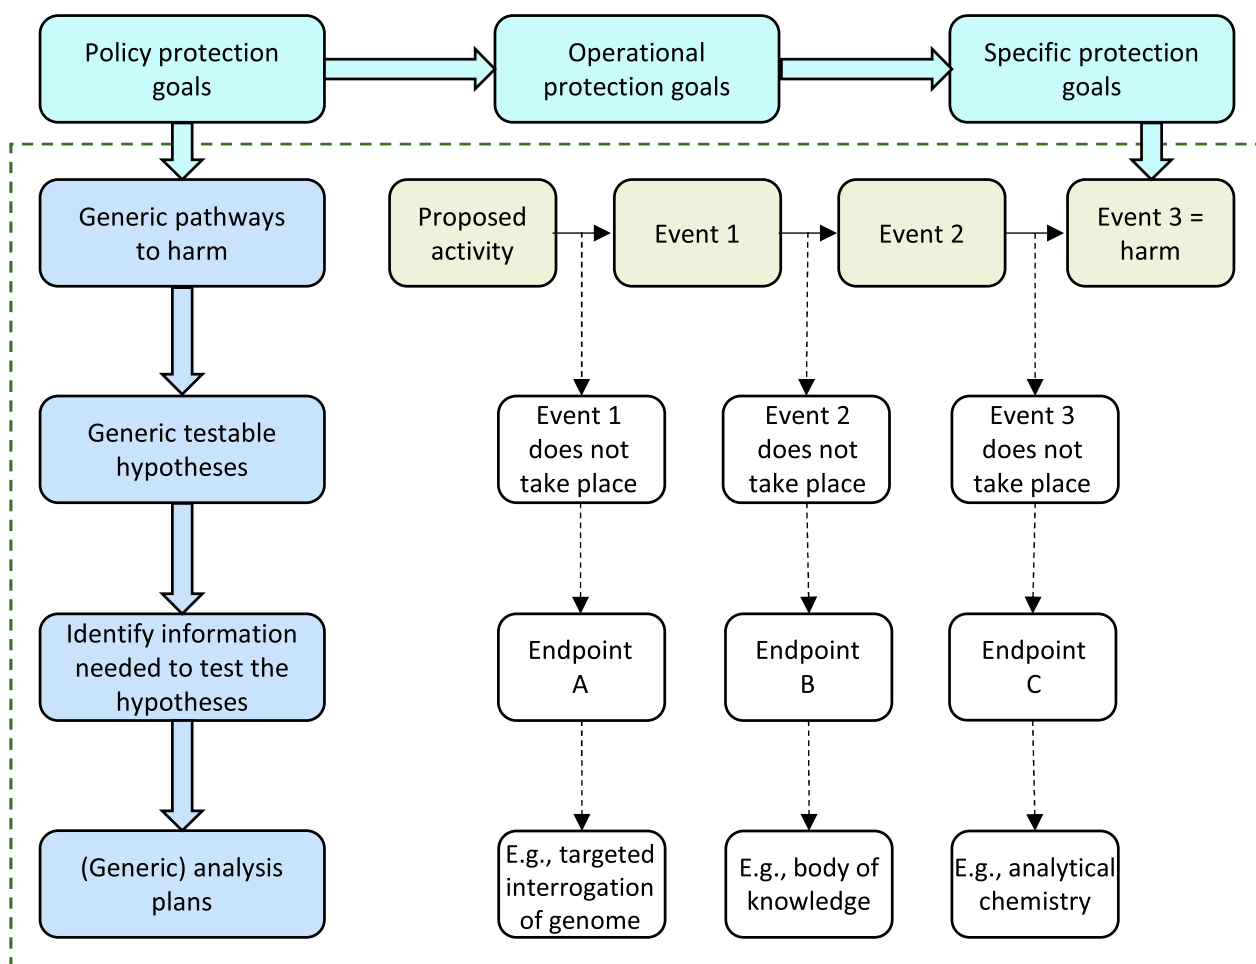 Policy protection
goals
Operational
protection goals
Specific protection
goals
Generic pathways
to harm
Proposed
activity
Event 1
Event 2
Event 3 =
harm
Generic testable
hypotheses
Event 1
does not
take place
Event 2
does not
take place
Event 3
does not
take place
Identify information
needed to test the
hypotheses
Endpoint
A
Endpoint
B
Endpoint
C
(Generic) analysis
plans
E.g., targeted
interrogation
of genome
E.g., body of
knowledge
E.g., analytical
chemistry